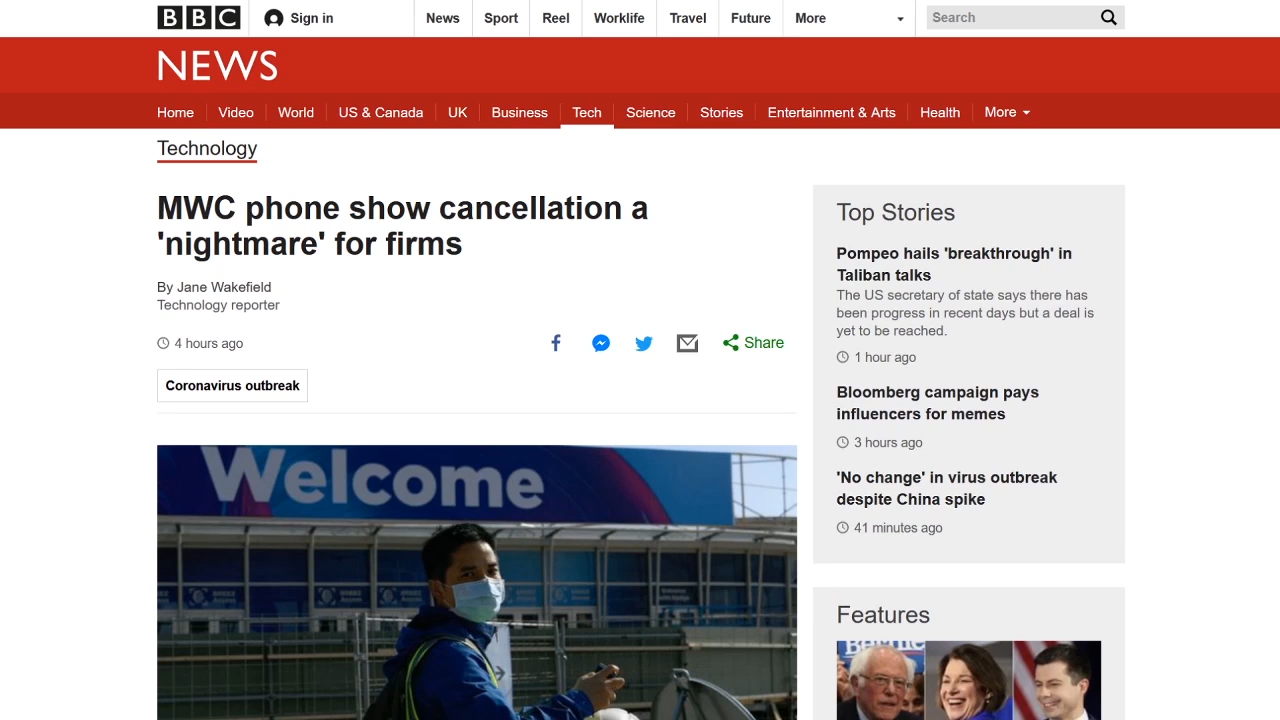 BBC
Sign in
News
Sport
Reel
Worklife
Travel
Future
More
Search
NEWS
Home
Video
World
US & Canada
UK
Business
Tech
Science
Stories
Entertainment & Arts
Health
More
Technology
MWC phone show cancellation a
'nightmare' for firms
By Jane Wakefield
Technology reporter
4 hours ago
Share
Coronavirus outbreak
Welcome
Top Stories
Pompeo hails 'breakthrough' in
Taliban talks
The US secretary of state says there has
been progress in recent days but a deal is
yet to be reached.
1 hour ago
Bloomberg campaign pays
influencers for memes
3 hours ago
'No change' in virus outbreak
despite China spike
41 minutes ago
Features